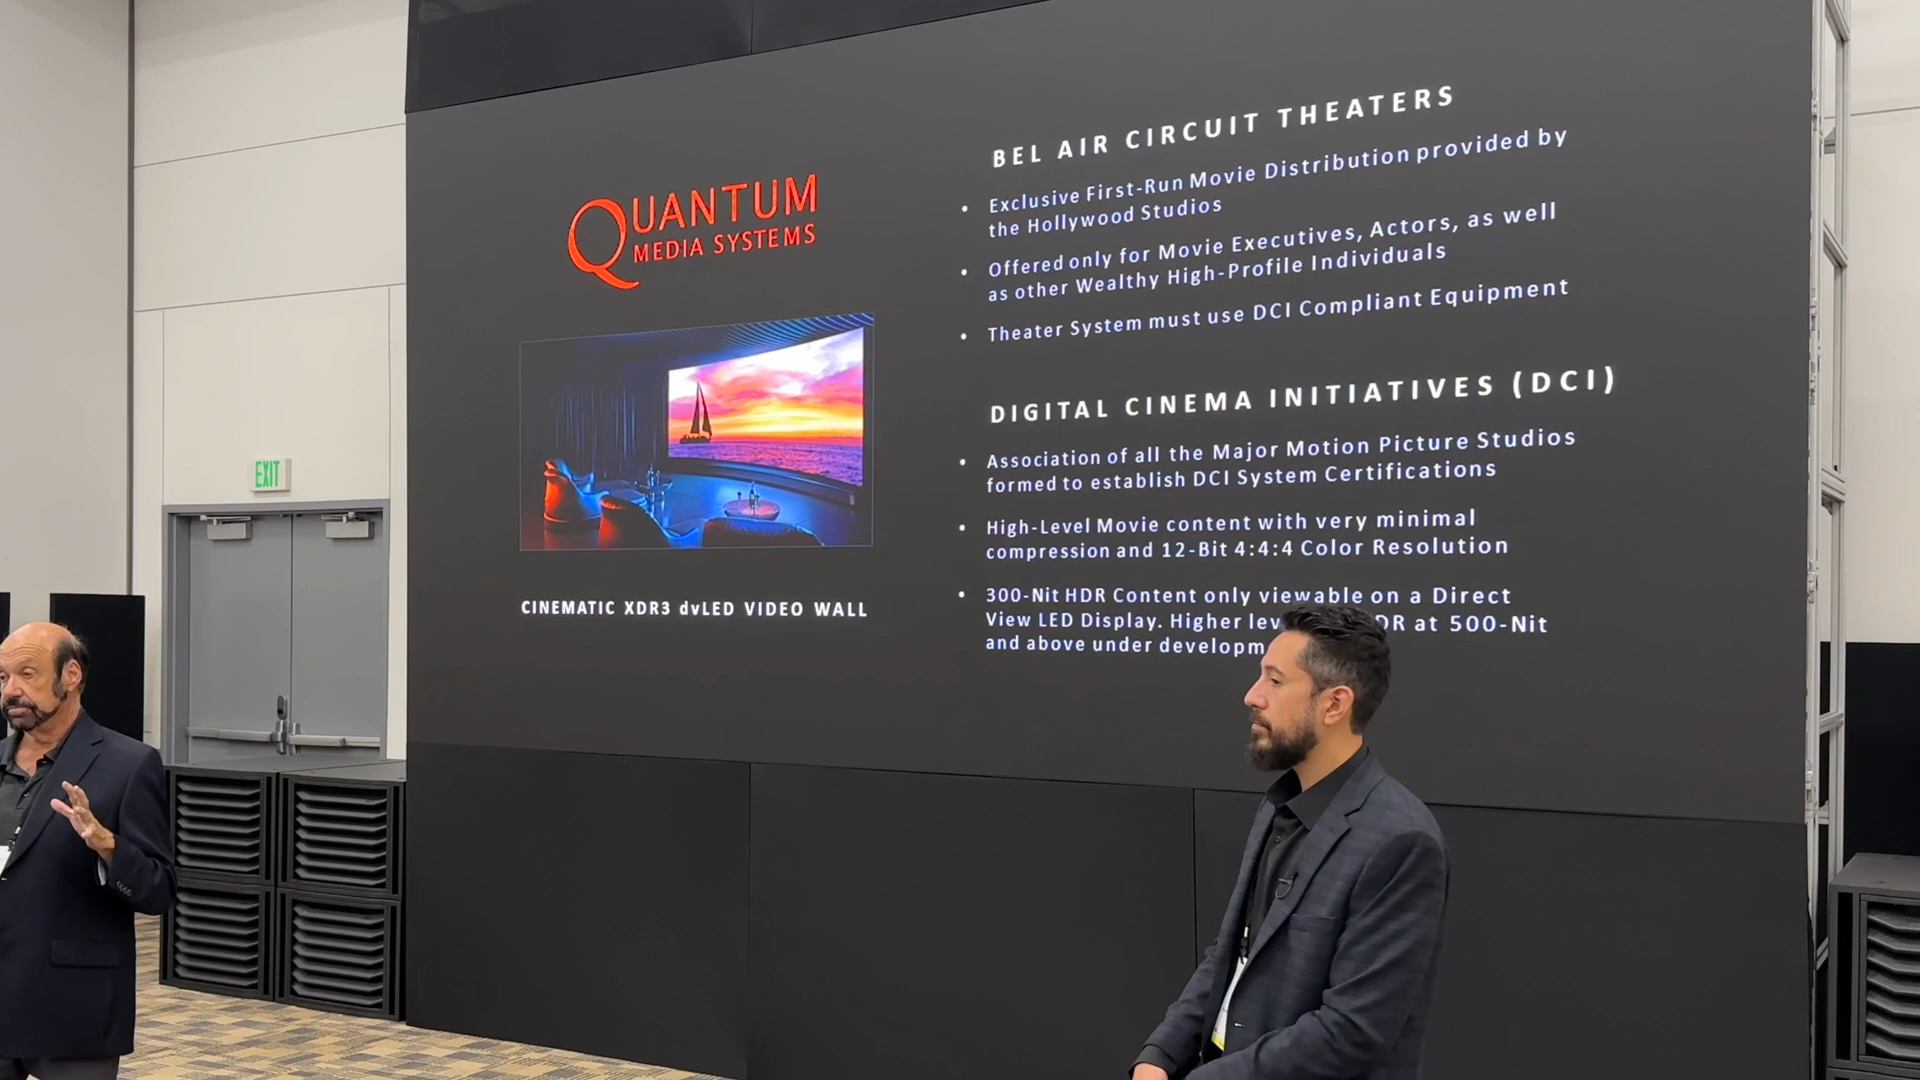 BEL AIR CIRCUIT THEATERS
• Exclusive First-Run Movie Distribution provided by
the Hollywood Studios
• Offered only for Movie Executives, Actors, as well
as other Wealthy High-Profile Individuals
• Theater System must use DCI Compliant Equipment
DIGITAL CINEMA INITIATIVES (DCI)
• Association of all the Major Motion Picture Studios
formed to establish DCI System Certifications
• High-Level Movie content with very minimal
compression and 12-Bit 4:4:4 Color Resolution
• 300-Nit HDR Content only viewable on a Direct
View LED Display. Higher at 500-Nit
and above under
QUANTUM
MEDIA SYSTEMS
CINEMATIC XDR3 dvLED VIDEO WALL
EXIT